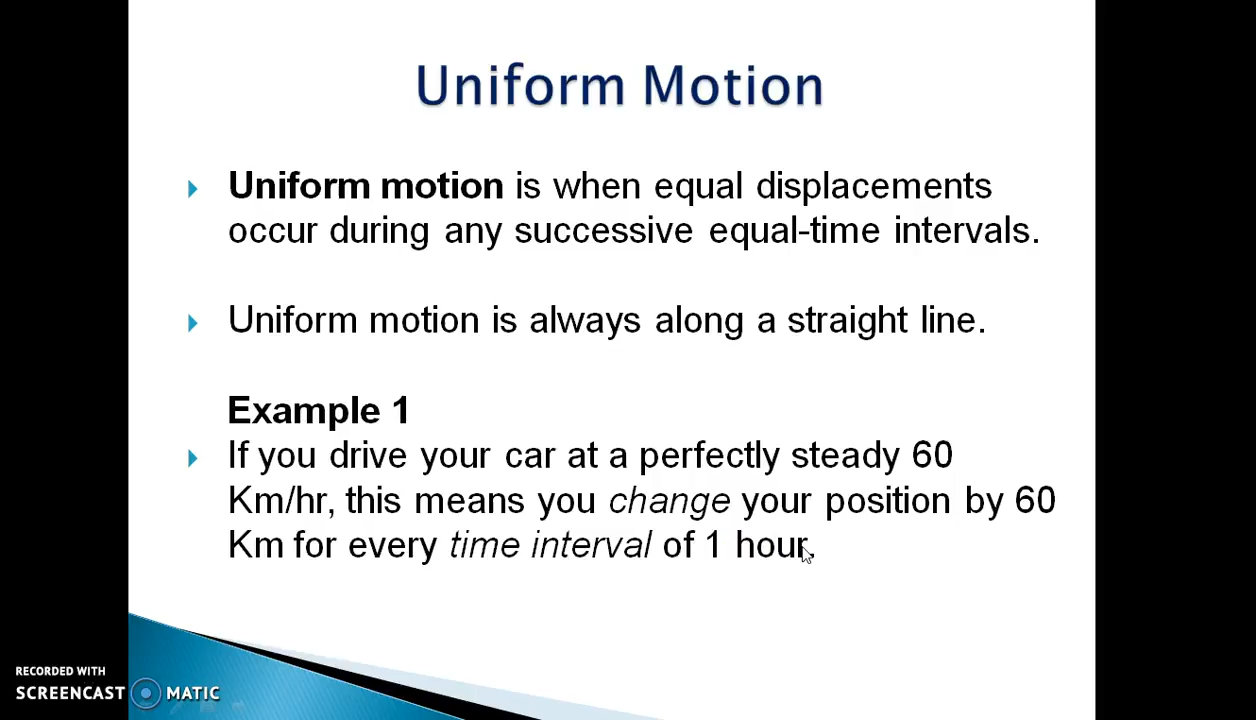 Uniform Motion
Uniform motion is when equal displacements
occur during any successive equal-time intervals.
Uniform motion is always along a straight line.
Example 1
If you drive your car at a perfectly steady 60
Km/hr, this means you change your position by 60
Km for every time interval of 1 hour.
RECORDED WITH
SCREENCAST MATIC